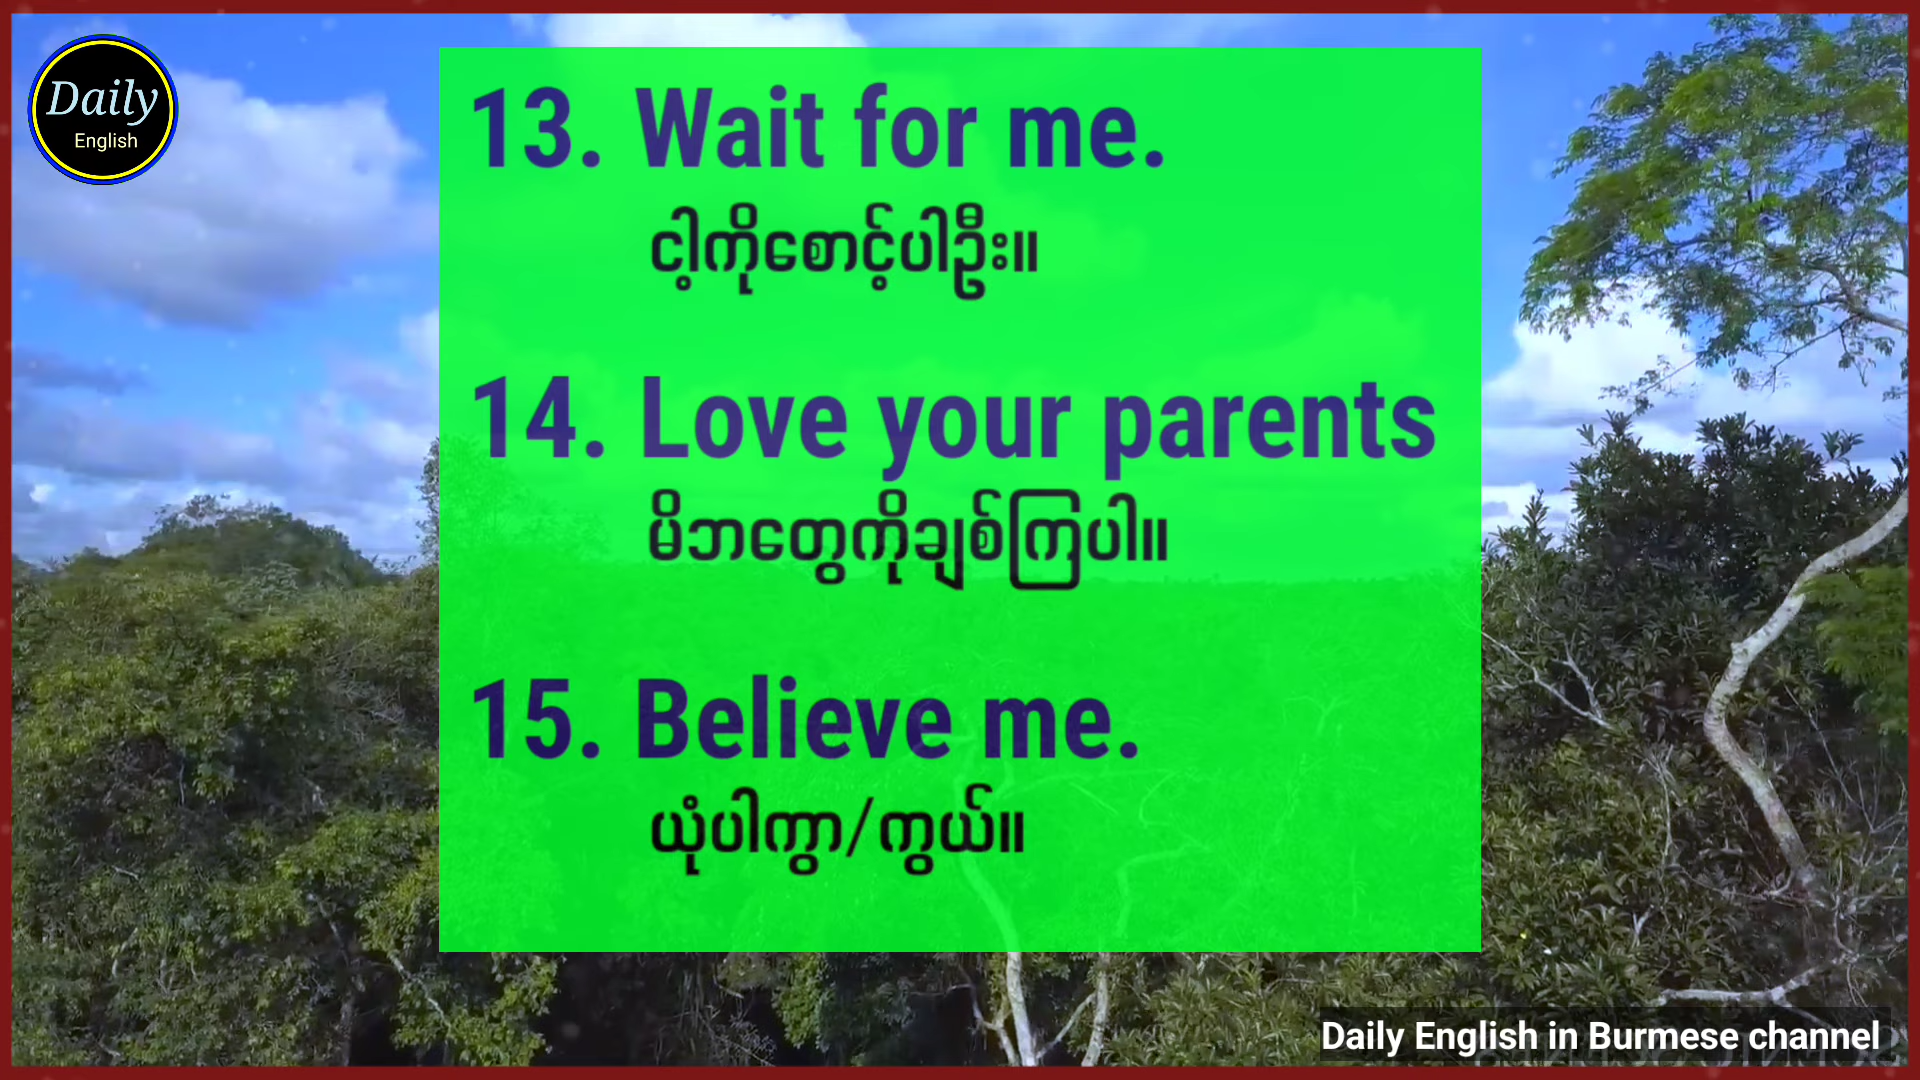 Daily
English
13. Wait for me.
ငါ့ကိုစောင့်ပါဦး။
14. Love your parents
မိဘတွေကိုချစ်ကြပါ။
15. Believe me.
ယုံပါကွာ/ကွယ်။
Daily English in Burmese channel